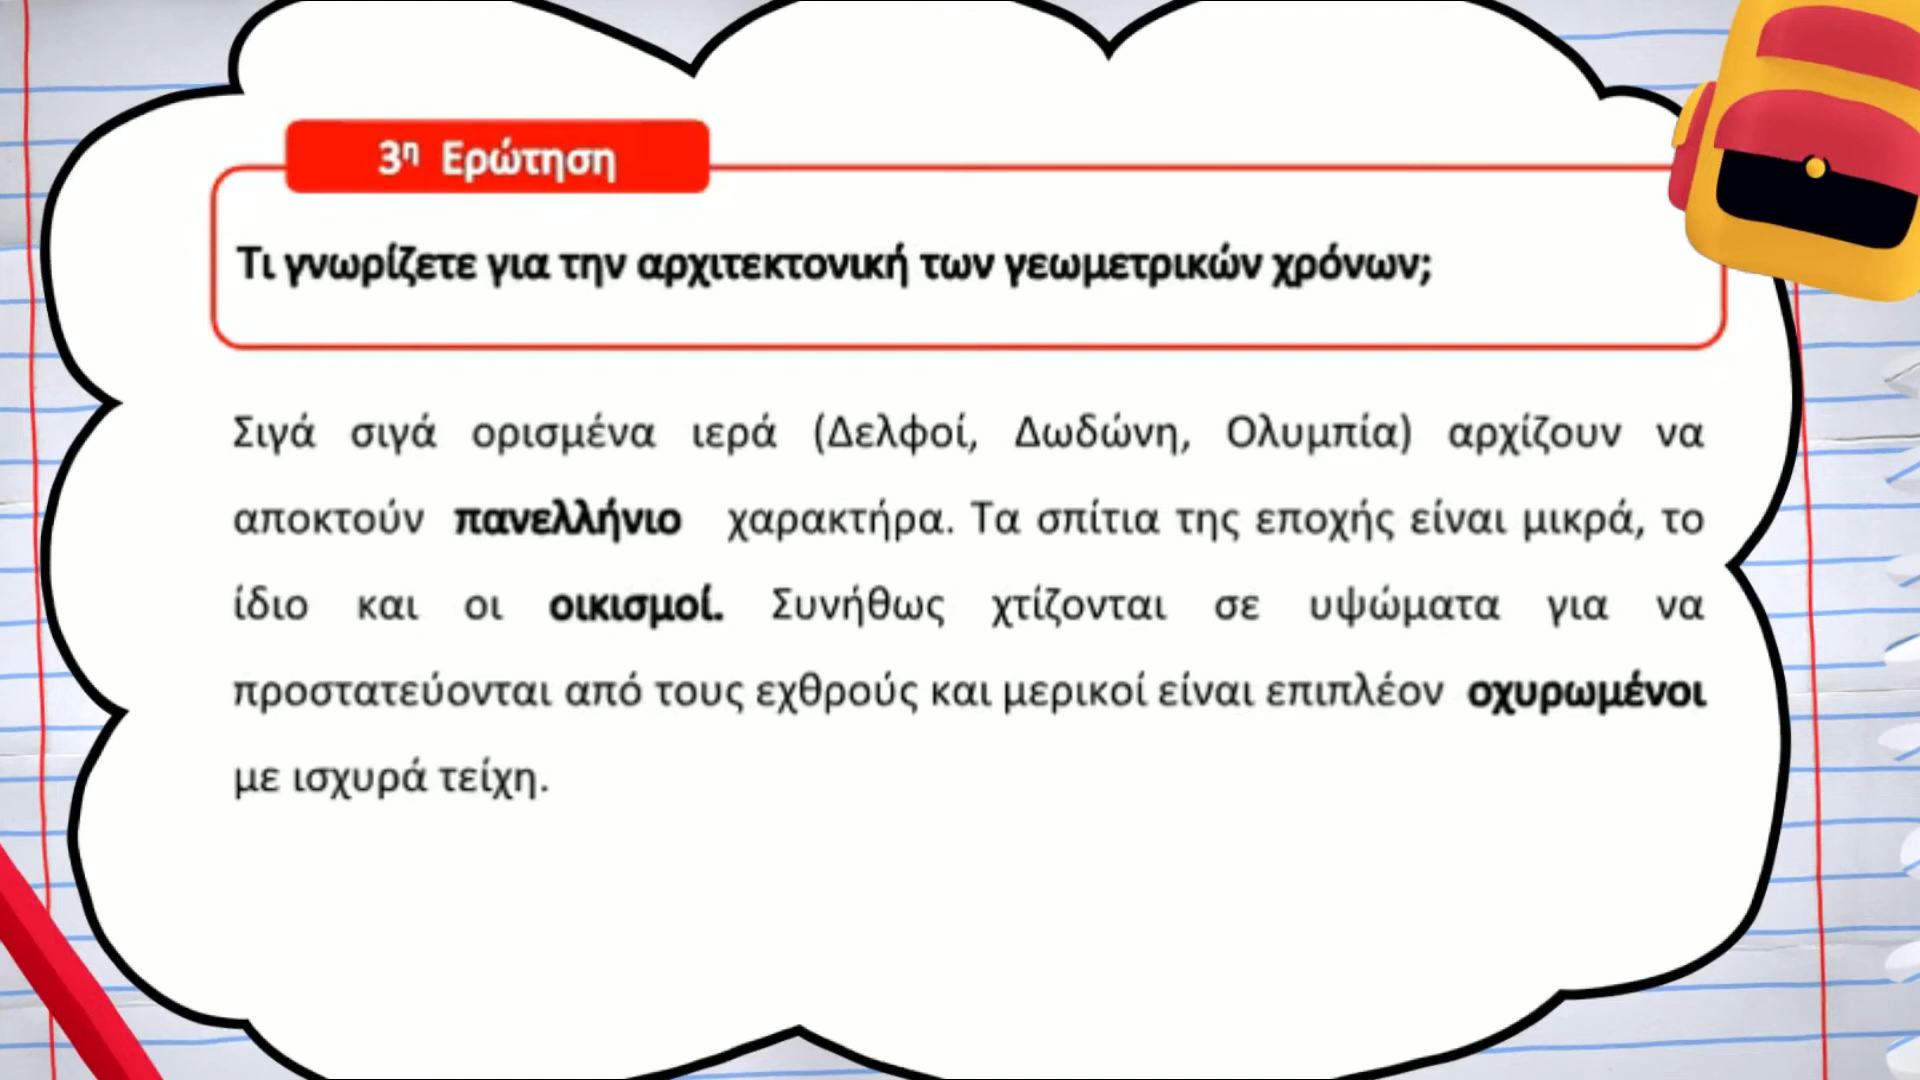 3η Ερώτηση
Τι γνωρίζετε για την αρχιτεκτονική των γεωμετρικών χρόνων;
Σιγά σιγά ορισμένα ιερά (Δελφοί, Δωδώνη, Ολυμπία) αρχίζουν να
αποκτούν πανελλήνιο χαρακτήρα. Τα σπίτια της εποχής είναι μικρά, το
ίδιο και οι οικισμοί. Συνήθως χτίζονται σε υψώματα για να
προστατεύονται από τους εχθρούς και μερικοί είναι επιπλέον οχυρωμένοι
με ισχυρά τείχη.